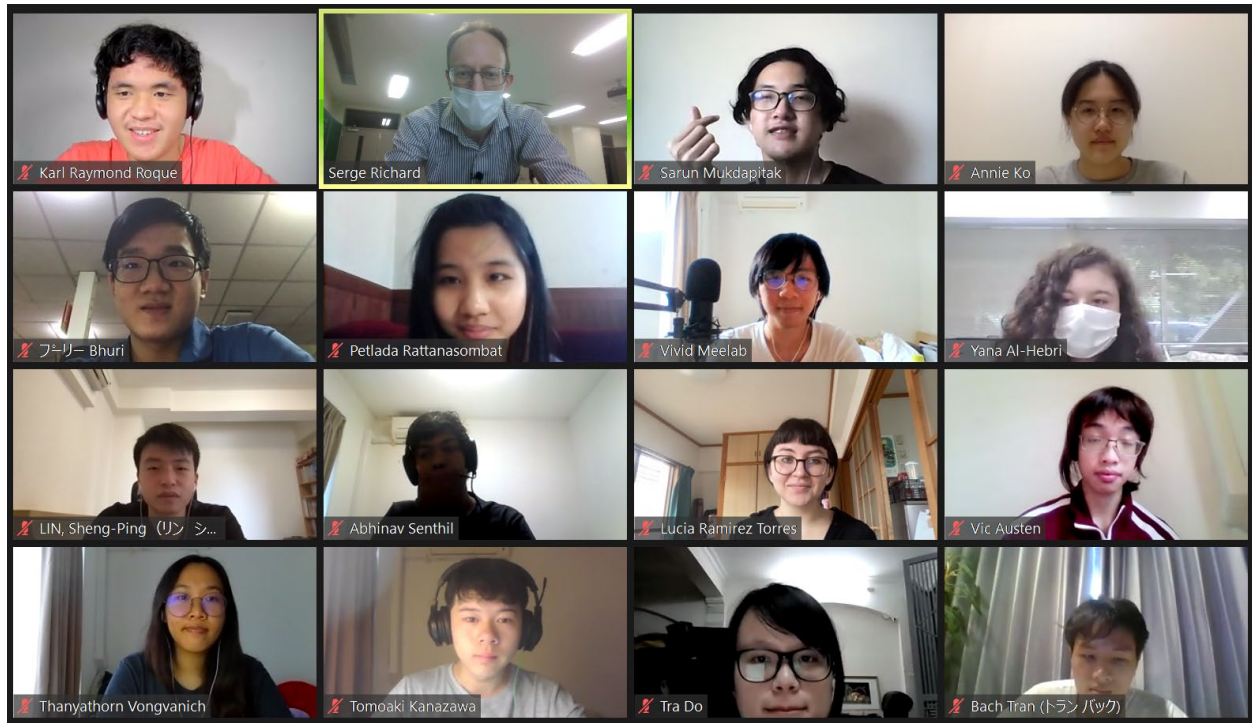 Karl Raymond Roque
Serge Richard
Sarun Mukdapitak
Annie Ko
プーリー Bhuri
Petlada Rattanasombat
Vivid Meelab
Yana Al-Hebri
LIN, Sheng-Ping（リン シ...
Abhinav Senthil
Lucia Ramirez Torres
Vic Austen
Thanyathorn Vongvanich
Tomoaki Kanazawa
Tra Do
Bach Tran (トラン バック)